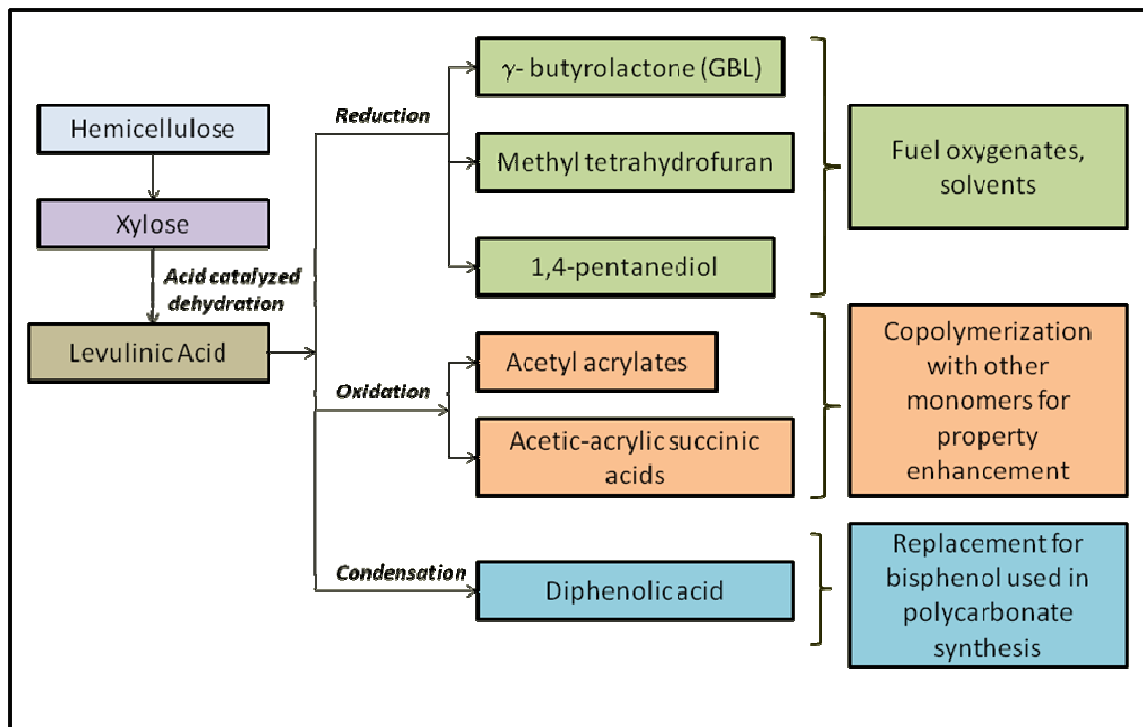 Hemicellulose
Xylose
Acid catalyzed
dehydration
Levulinic Acid
Reduction
γ- butyrolactone (GBL)
Methyl tetrahydrofuran
1,4-pentanediol
Fuel oxygenates,
solvents
Oxidation
Acetyl acrylates
Acetic-acrylic succinic
acids
Copolymerization
with other
monomers for
property
enhancement
Condensation
Diphenolic acid
Replacement for
bisphenol used in
polycarbonate
synthesis